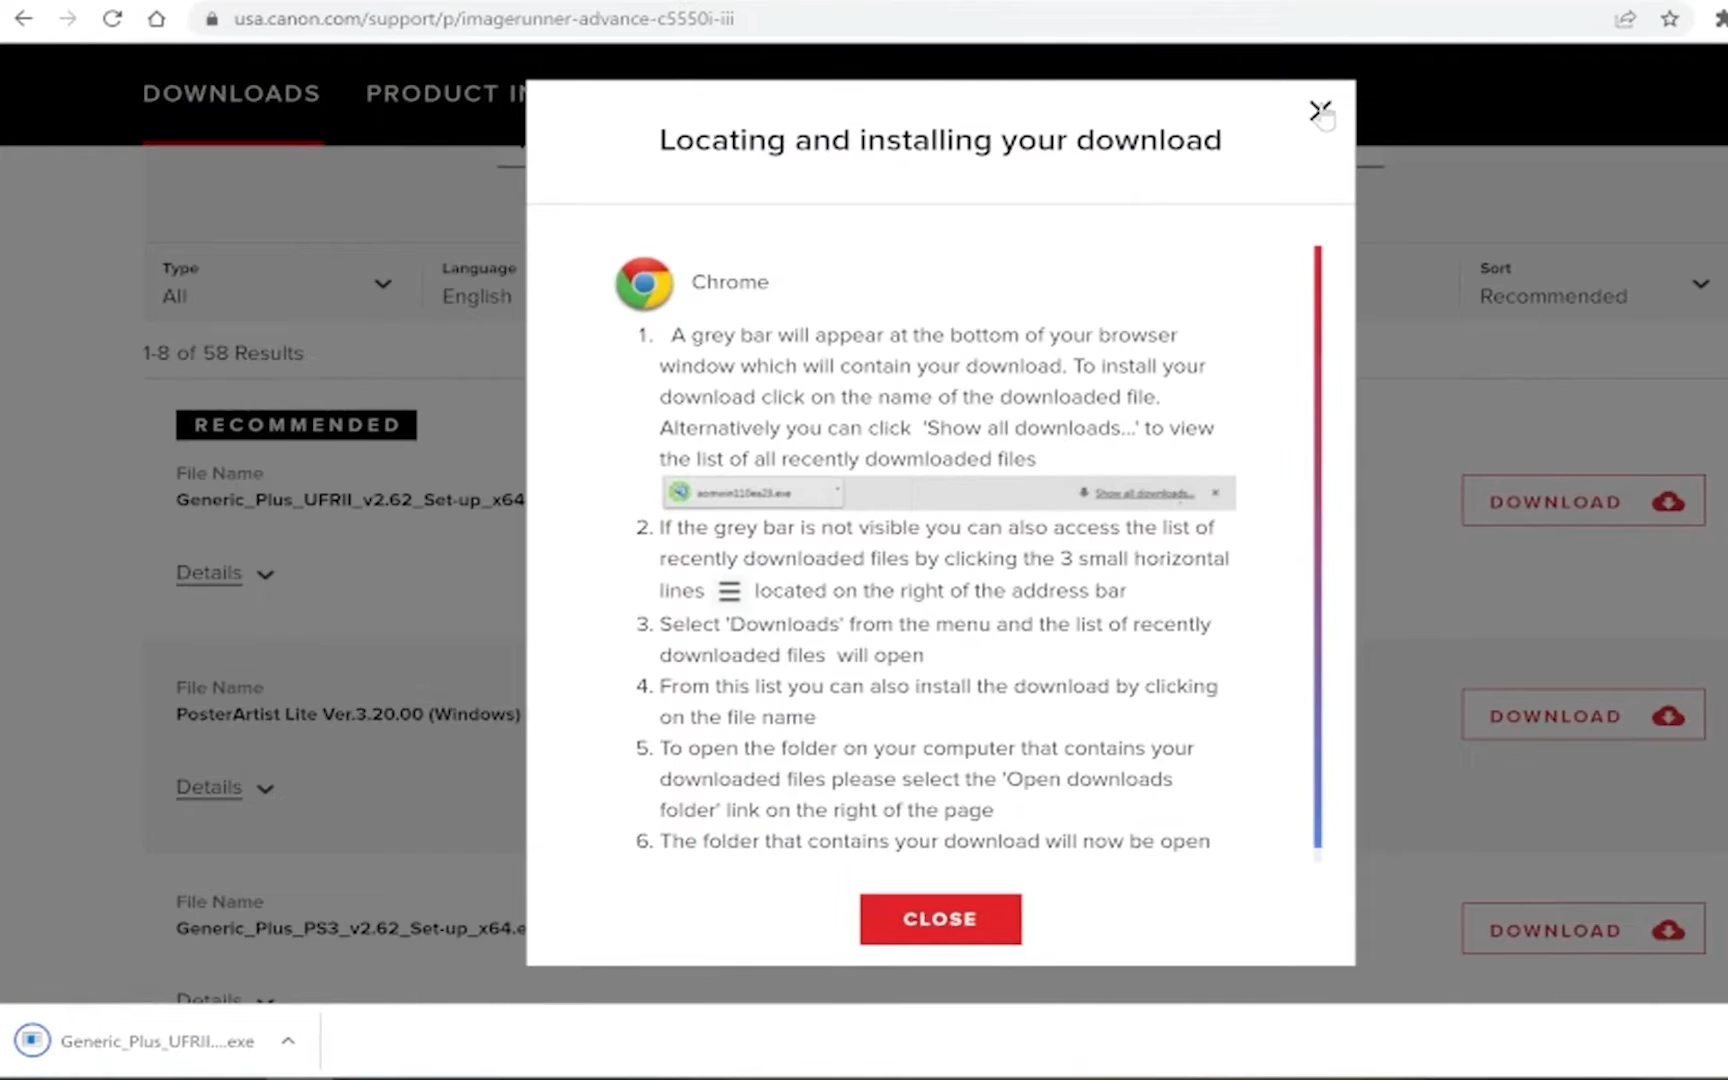 usa.canon.com/support/p/imagerunner-advance-c5550i-iii
DOWNLOADS
PRODUCT IN
Locating and installing your download
Type
All
Language
English
Sort
Recommended
1-8 of 58 Results
Chrome
1. A grey bar will appear at the bottom of your browser
window which will contain your download. To install your
download click on the name of the downloaded file.
Alternatively you can click 'Show all downloads...' to view
the list of all recently dowmloaded files
aomwin110ea23.exe
Show all downloads...
2. If the grey bar is not visible you can also access the list of
recently downloaded files by clicking the 3 small horizontal
lines located on the right of the address bar
3. Select 'Downloads' from the menu and the list of recently
downloaded files will open
4. From this list you can also install the download by clicking
on the file name
5. To open the folder on your computer that contains your
downloaded files please select the 'Open downloads
folder' link on the right of the page
6. The folder that contains your download will now be open
CLOSE
RECOMMENDED
File Name
Generic_Plus_UFRII_v2.62_Set-up_x64
Details
DOWNLOAD
File Name
PosterArtist Lite Ver.3.20.00 (Windows)
Details
DOWNLOAD
File Name
Generic_Plus_PS3_v2.62_Set-up_x64.e
Details
DOWNLOAD
Generic_Plus_UFRII....exe